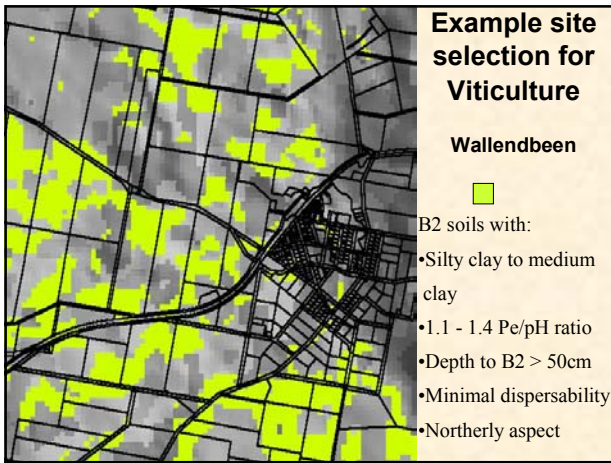 Example site
selection for
Viticulture
Wallendbeen
B2 soils with:
•Silty clay to medium
clay
•1.1 - 1.4 Pe/pH ratio
•Depth to B2 > 50cm
•Minimal dispersability
•Northerly aspect